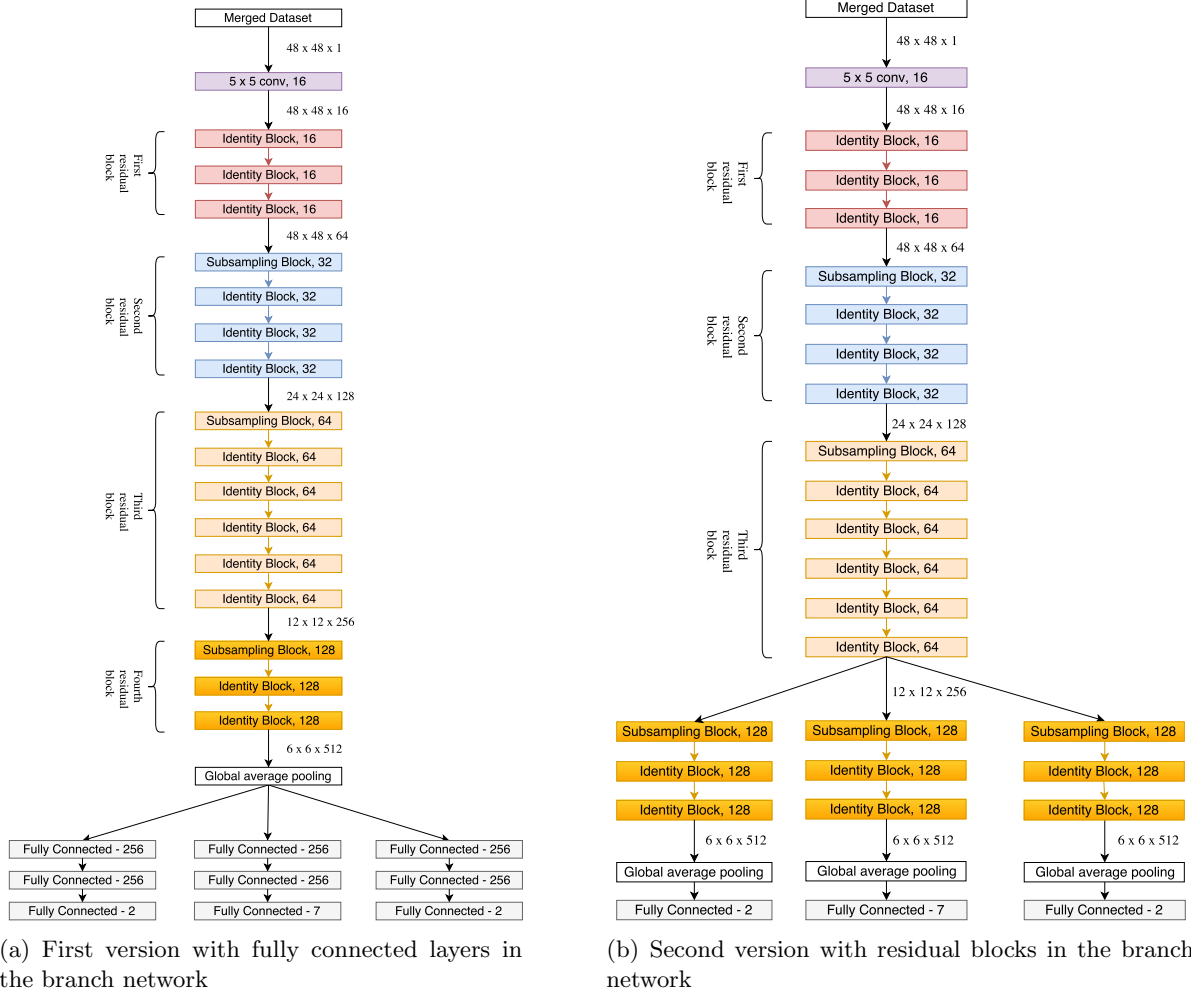 Merged Dataset
48 x 48 x 1
5 x 5 conv, 16
48 x 48 x 16
First
residual
block
Identity Block, 16
Identity Block, 16
Identity Block, 16
48 x 48 x 64
Second
residual
block
Subsampling Block, 32
Identity Block, 32
Identity Block, 32
Identity Block, 32
24 x 24 x 128
Third
residual
block
Subsampling Block, 64
Identity Block, 64
Identity Block, 64
Identity Block, 64
Identity Block, 64
Identity Block, 64
12 x 12 x 256
Fourth
residual
block
Subsampling Block, 128
Identity Block, 128
Identity Block, 128
6 x 6 x 512
Global average pooling
Fully Connected - 256
Fully Connected - 256
Fully Connected - 256
Fully Connected - 256
Fully Connected - 256
Fully Connected - 256
Fully Connected - 2
Fully Connected - 7
Fully Connected - 2
(a) First version with fully connected layers in
the branch network
Merged Dataset
48 x 48 x 1
5 x 5 conv, 16
48 x 48 x 16
First
residual
block
Identity Block, 16
Identity Block, 16
Identity Block, 16
48 x 48 x 64
Second
residual
block
Subsampling Block, 32
Identity Block, 32
Identity Block, 32
Identity Block, 32
24 x 24 x 128
Third
residual
block
Subsampling Block, 64
Identity Block, 64
Identity Block, 64
Identity Block, 64
Identity Block, 64
Identity Block, 64
12 x 12 x 256
Subsampling Block, 128
Subsampling Block, 128
Subsampling Block, 128
Identity Block, 128
Identity Block, 128
Identity Block, 128
Identity Block, 128
Identity Block, 128
Identity Block, 128
6 x 6 x 512
6 x 6 x 512
6 x 6 x 512
Global average pooling
Global average pooling
Global average pooling
Fully Connected - 2
Fully Connected - 7
Fully Connected - 2
(b) Second version with residual blocks in the branch
network